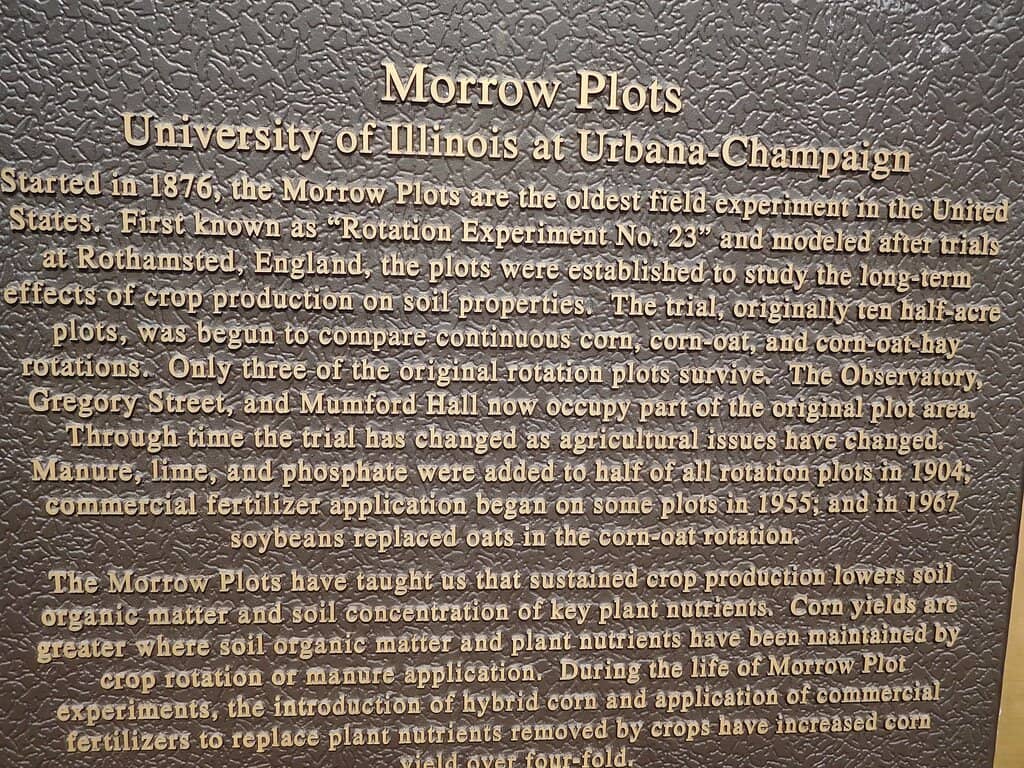 Morrow Plots
University of Illinois at Urbana-Champaign
Started in 1876, the Morrow Plots are the oldest field experiment in the United
States. First known as “Rotation Experiment No. 23” and modeled after trials
at Rothamsted, England, the plots were established to study the long-term
effects of crop production on soil properties. The trial, originally ten half-acre
plots, was begun to compare continuous corn, corn-oat, and corn-oat-hay
rotations. Only three of the original rotation plots survive. The Observatory,
Gregory Street, and Mumford Hall now occupy part of the original plot area.
Through time the trial has changed as agricultural issues have changed.
Manure, lime, and phosphate were added to half of all rotation plots in 1904;
commercial fertilizer application began on some plots in 1955; and in 1967
soybeans replaced oats in the corn-oat rotation.
The Morrow Plots have taught us that sustained crop production lowers soil
organic matter and soil concentration of key plant nutrients. Corn yields are
greater where soil organic matter and plant nutrients have been maintained by
crop rotation or manure application. During the life of Morrow Plot
experiments, the introduction of hybrid corn and application of commercial
fertilizers to replace plant nutrients removed by crops have increased corn
yield over four-fold.